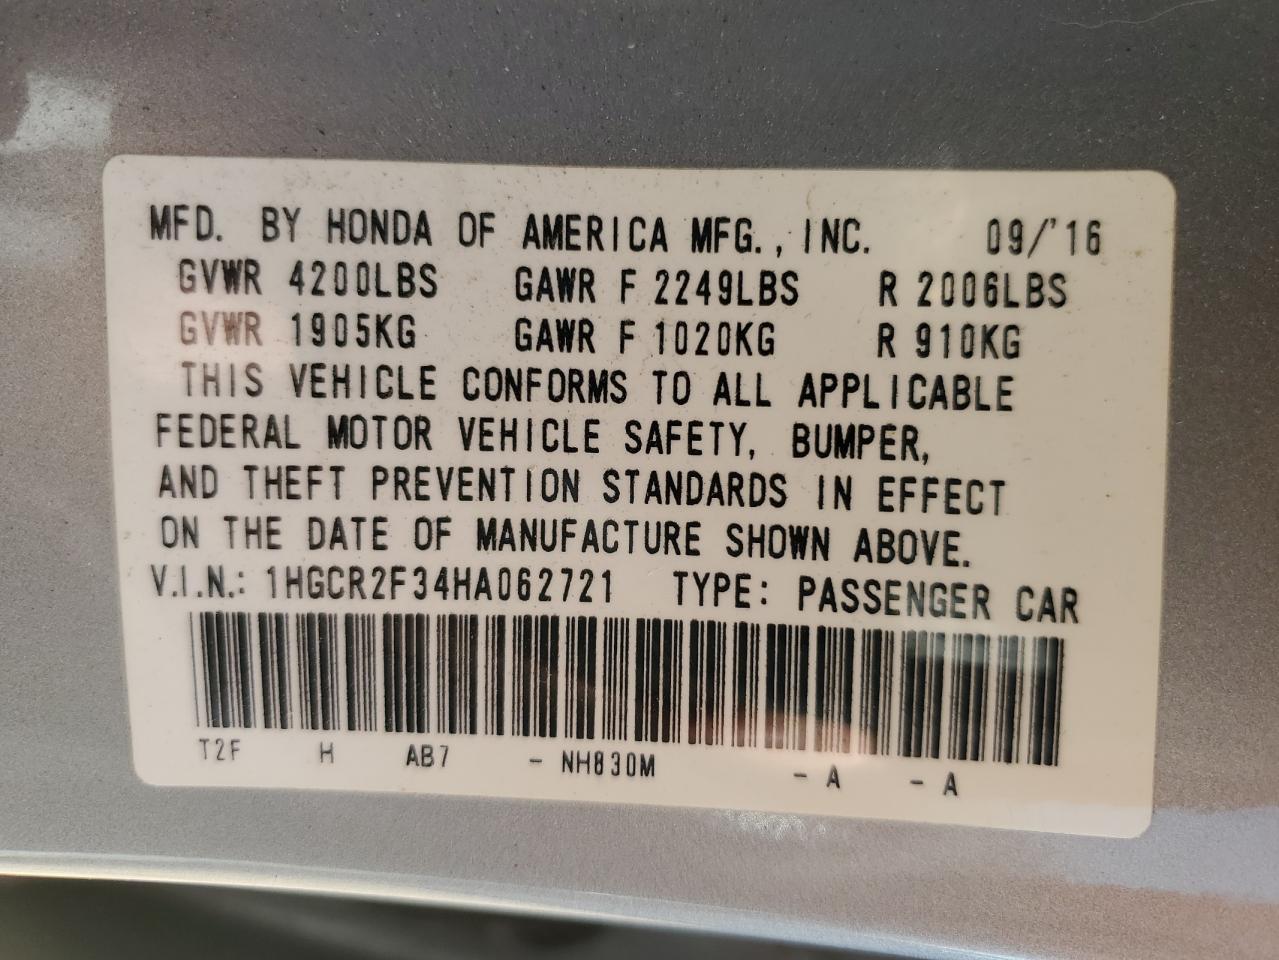 MFD. BY HONDA OF AMERICA MFG., INC. 09/'16
GVWR 4200LBS GAWR F 2249LBS R 2006LBS
GVWR 1905KG GAWR F 1020KG R 910KG
THIS VEHICLE CONFORMS TO ALL APPLICABLE
FEDERAL MOTOR VEHICLE SAFETY, BUMPER,
AND THEFT PREVENTION STANDARDS IN EFFECT
ON THE DATE OF MANUFACTURE SHOWN ABOVE.
V.I.N.: 1HGCR2F34HA062721 TYPE: PASSENGER CAR
T2F H AB7 - NH830M - A - A